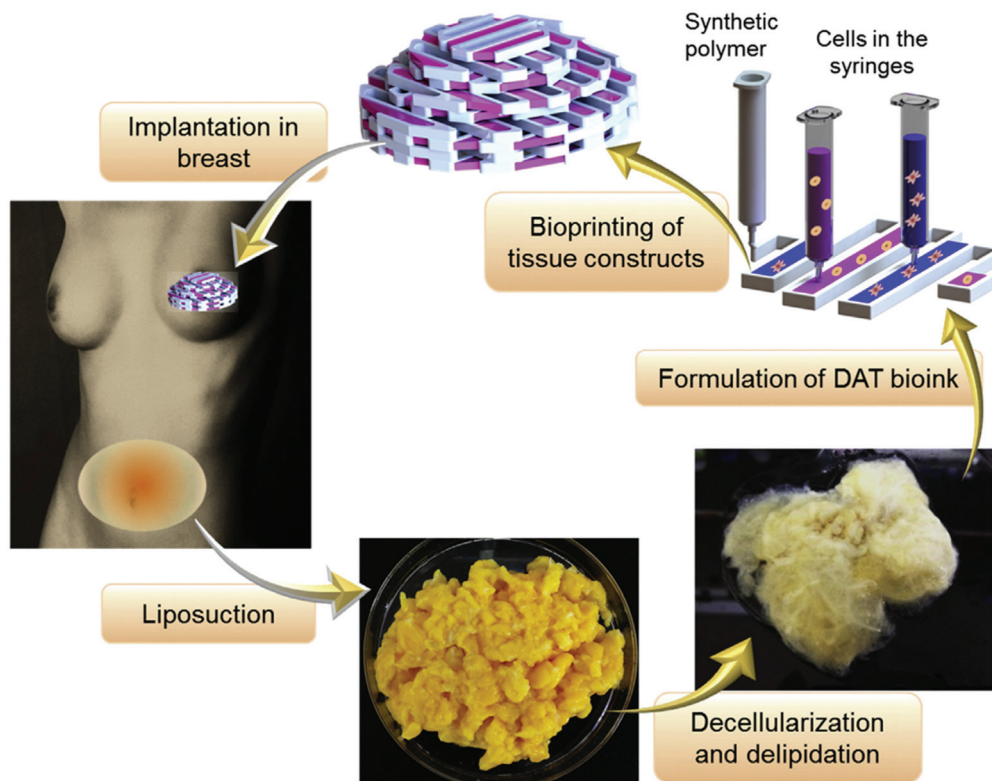 Synthetic
polymer
Cells in the
syringes
Implantation in
breast
Bioprinting of
tissue constructs
Formulation of DAT bioink
Liposuction
Decellularization
and delipidation